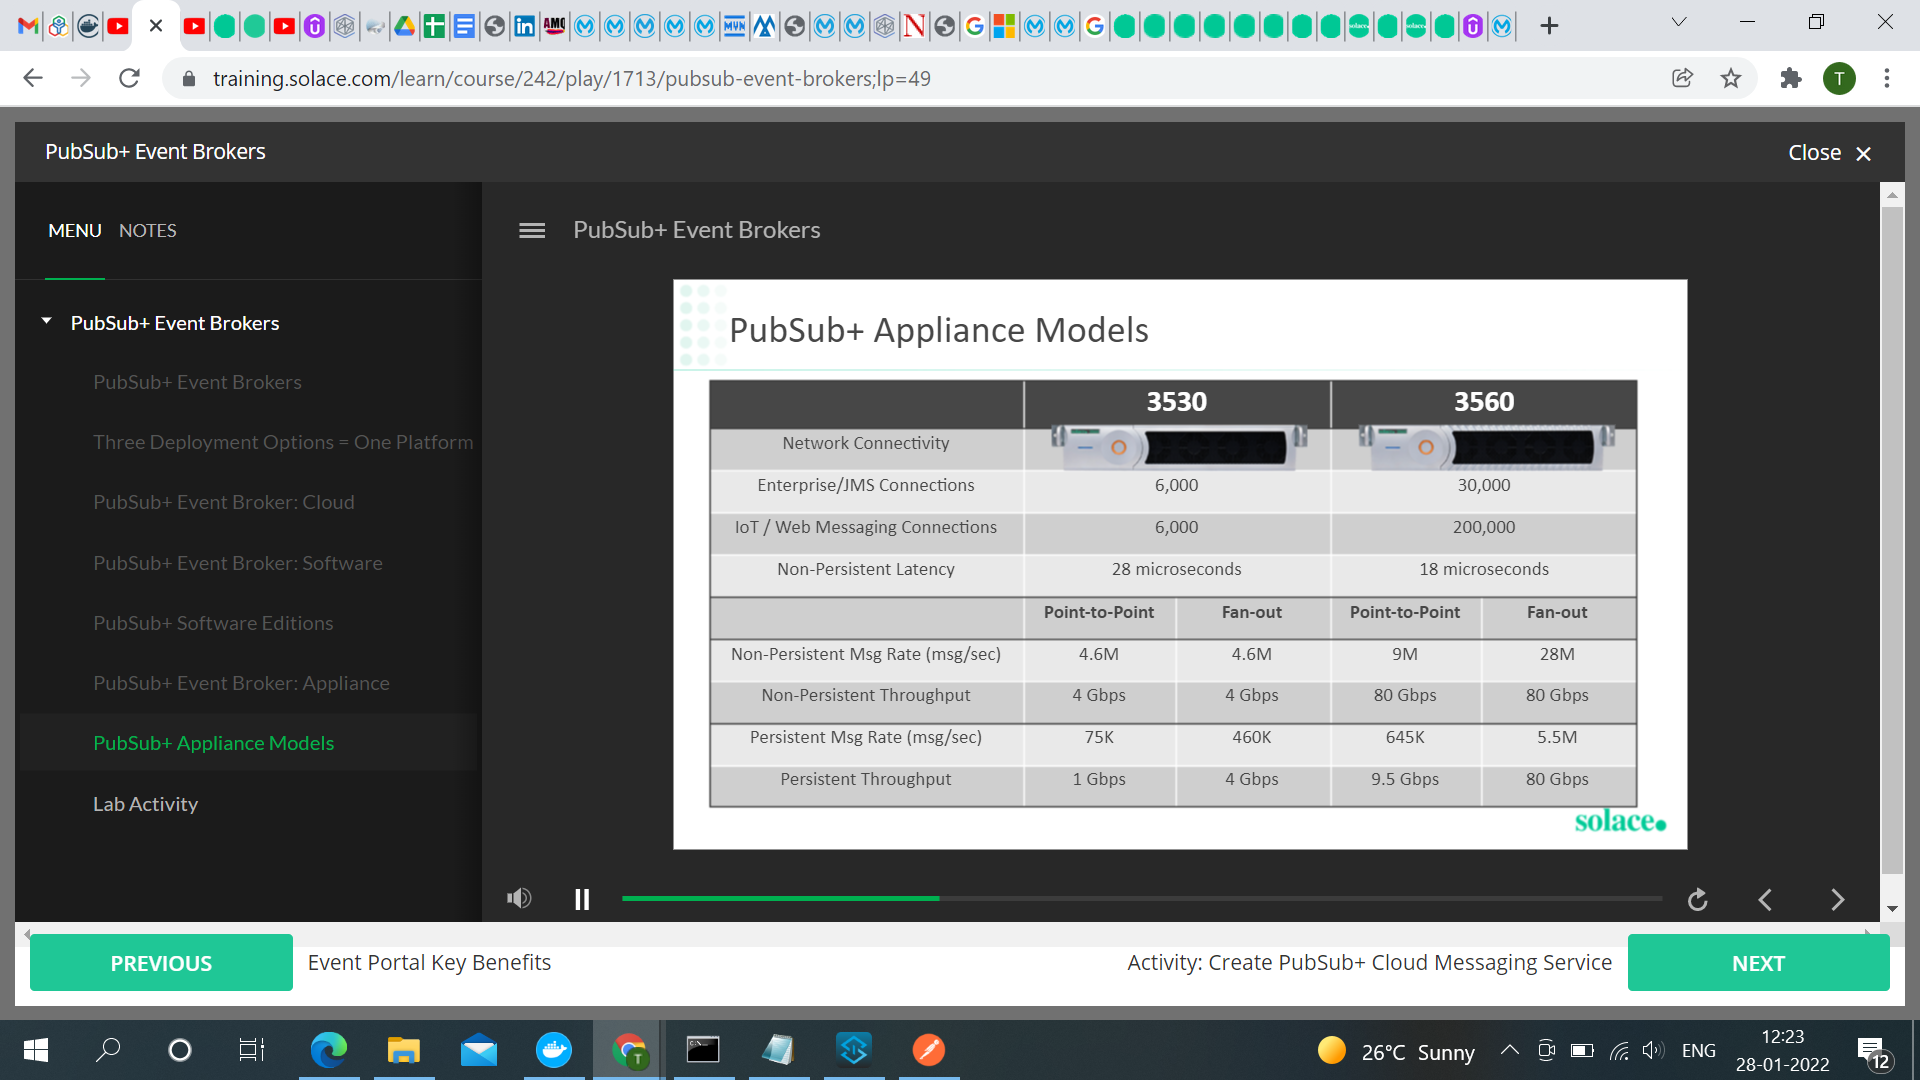 training.solace.com/learn/course/242/play/1713/pubsub-event-brokers;lp=49
T
PubSub+ Event Brokers
Close
MENU NOTES
PubSub+ Event Brokers
PubSub+ Event Brokers
PubSub+ Event Brokers
Three Deployment Options = One Platform
PubSub+ Event Broker: Cloud
PubSub+ Event Broker: Software
PubSub+ Software Editions
PubSub+ Event Broker: Appliance
PubSub+ Appliance Models
Lab Activity
PubSub+ Appliance Models
3530 3560
Network Connectivity
Enterprise/JMS Connections 6,000 30,000
IoT / Web Messaging Connections 6,000 200,000
Non-Persistent Latency 28 microseconds 18 microseconds
Point-to-Point Fan-out Point-to-Point Fan-out
Non-Persistent Msg Rate (msg/sec) 4.6M 4.6M 9M 28M
Non-Persistent Throughput 4 Gbps 4 Gbps 80 Gbps 80 Gbps
Persistent Msg Rate (msg/sec) 75K 460K 645K 5.5M
Persistent Throughput 1 Gbps 4 Gbps 9.5 Gbps 80 Gbps
solace.
PREVIOUS Event Portal Key Benefits Activity: Create PubSub+ Cloud Messaging Service NEXT
26°C Sunny ENG 12:23
28-01-2022 12